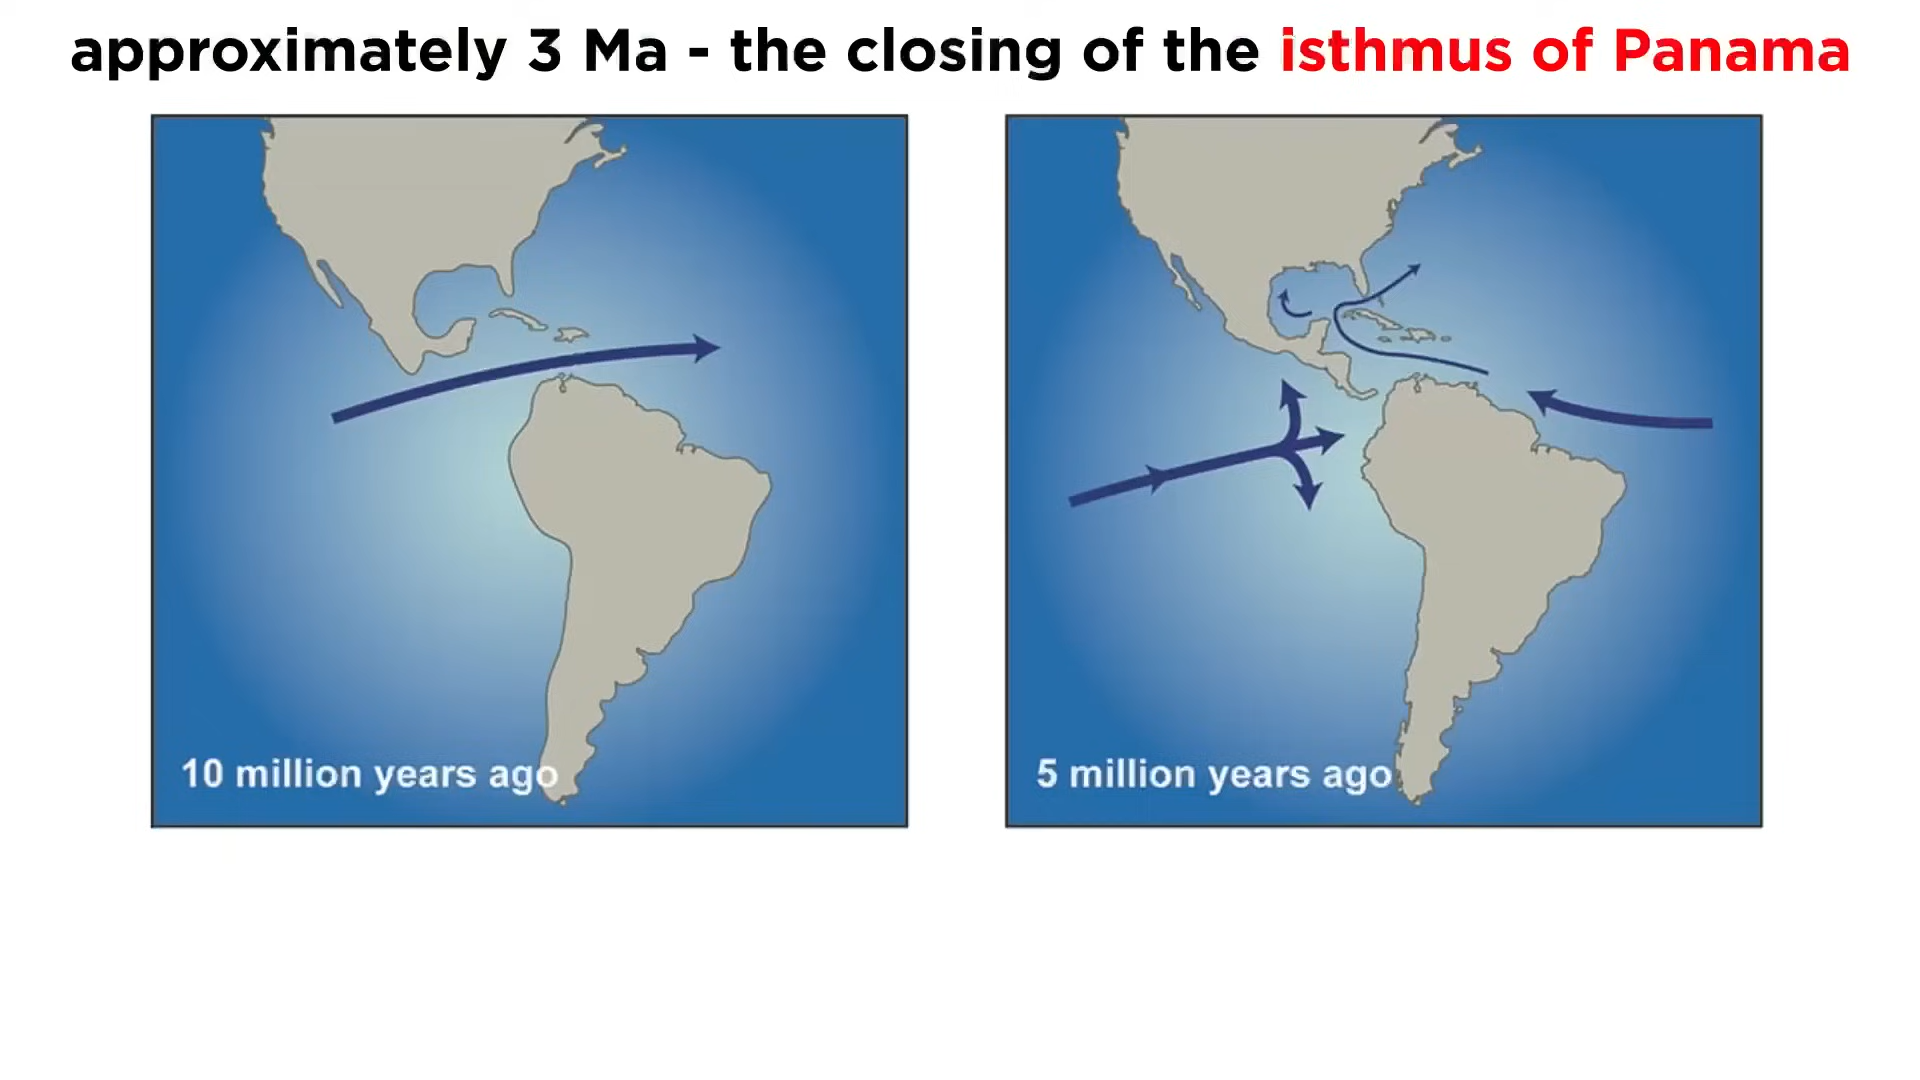 approximately 3 Ma - the closing of the isthmus of Panama
10 million years ago
5 million years ago